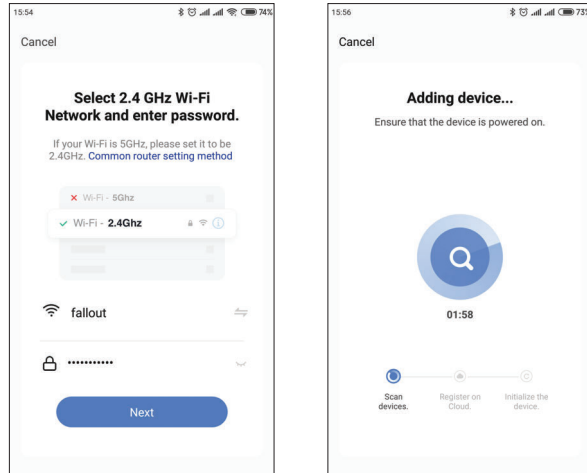 15:54
74%
Cancel
Select 2.4 GHz Wi-Fi
Network and enter password.
If your Wi-Fi is 5GHz, please set it to be
2.4GHz. Common router setting method
Wi-Fi - 5Ghz
Wi-Fi - 2.4Ghz
fallout
•••••••••••
Next
15:56
73%
Cancel
Adding device...
Ensure that the device is powered on.
01:58
Scan
devices.
Register on
Cloud.
Initialize the
device.